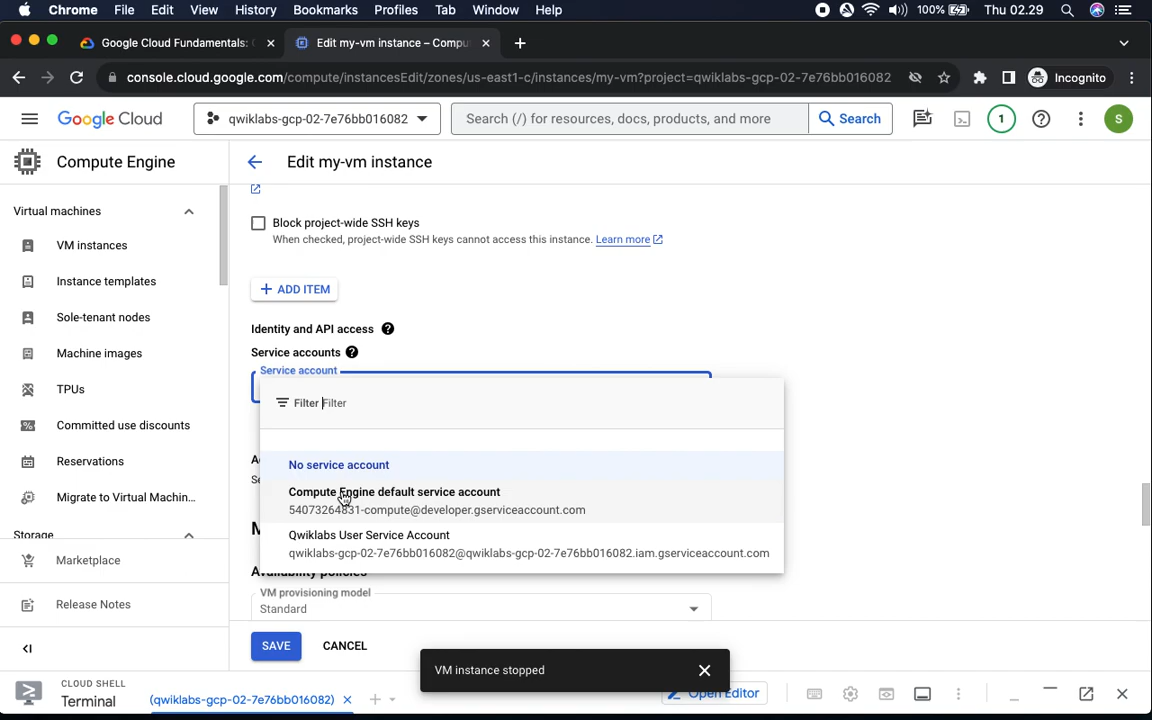 Chrome File Edit View History Bookmarks Profiles Tab Window Help 100% Thu 02.29
Google Cloud Fundamentals: Edit my-vm instance – Compu
console.cloud.google.com/compute/instancesEdit/zones/us-east1-c/instances/my-vm?project=qwiklabs-gcp-02-7e76bb016082 Incognito
Google Cloud qwiklabs-gcp-02-7e76bb016082 Search (/) for resources, docs, products, and more Search 1 S
Compute Engine
Edit my-vm instance
Virtual machines
VM instances
Instance templates
Sole-tenant nodes
Machine images
TPUs
Committed use discounts
Reservations
Migrate to Virtual Machin...
Storage
Marketplace
Release Notes
Block project-wide SSH keys
When checked, project-wide SSH keys cannot access this instance. Learn more
+ ADD ITEM
Identity and API access
Service accounts
Service account
Filter Filter
No service account
Compute Engine default service account
54073264831-compute@developer.gserviceaccount.com
Qwiklabs User Service Account
qwiklabs-gcp-02-7e76bb016082@qwiklabs-gcp-02-7e76bb016082.iam.gserviceaccount.com
Availability policies
VM provisioning model
Standard
SAVE CANCEL
VM instance stopped
CLOUD SHELL
Terminal (qwiklabs-gcp-02-7e76bb016082) Open Editor